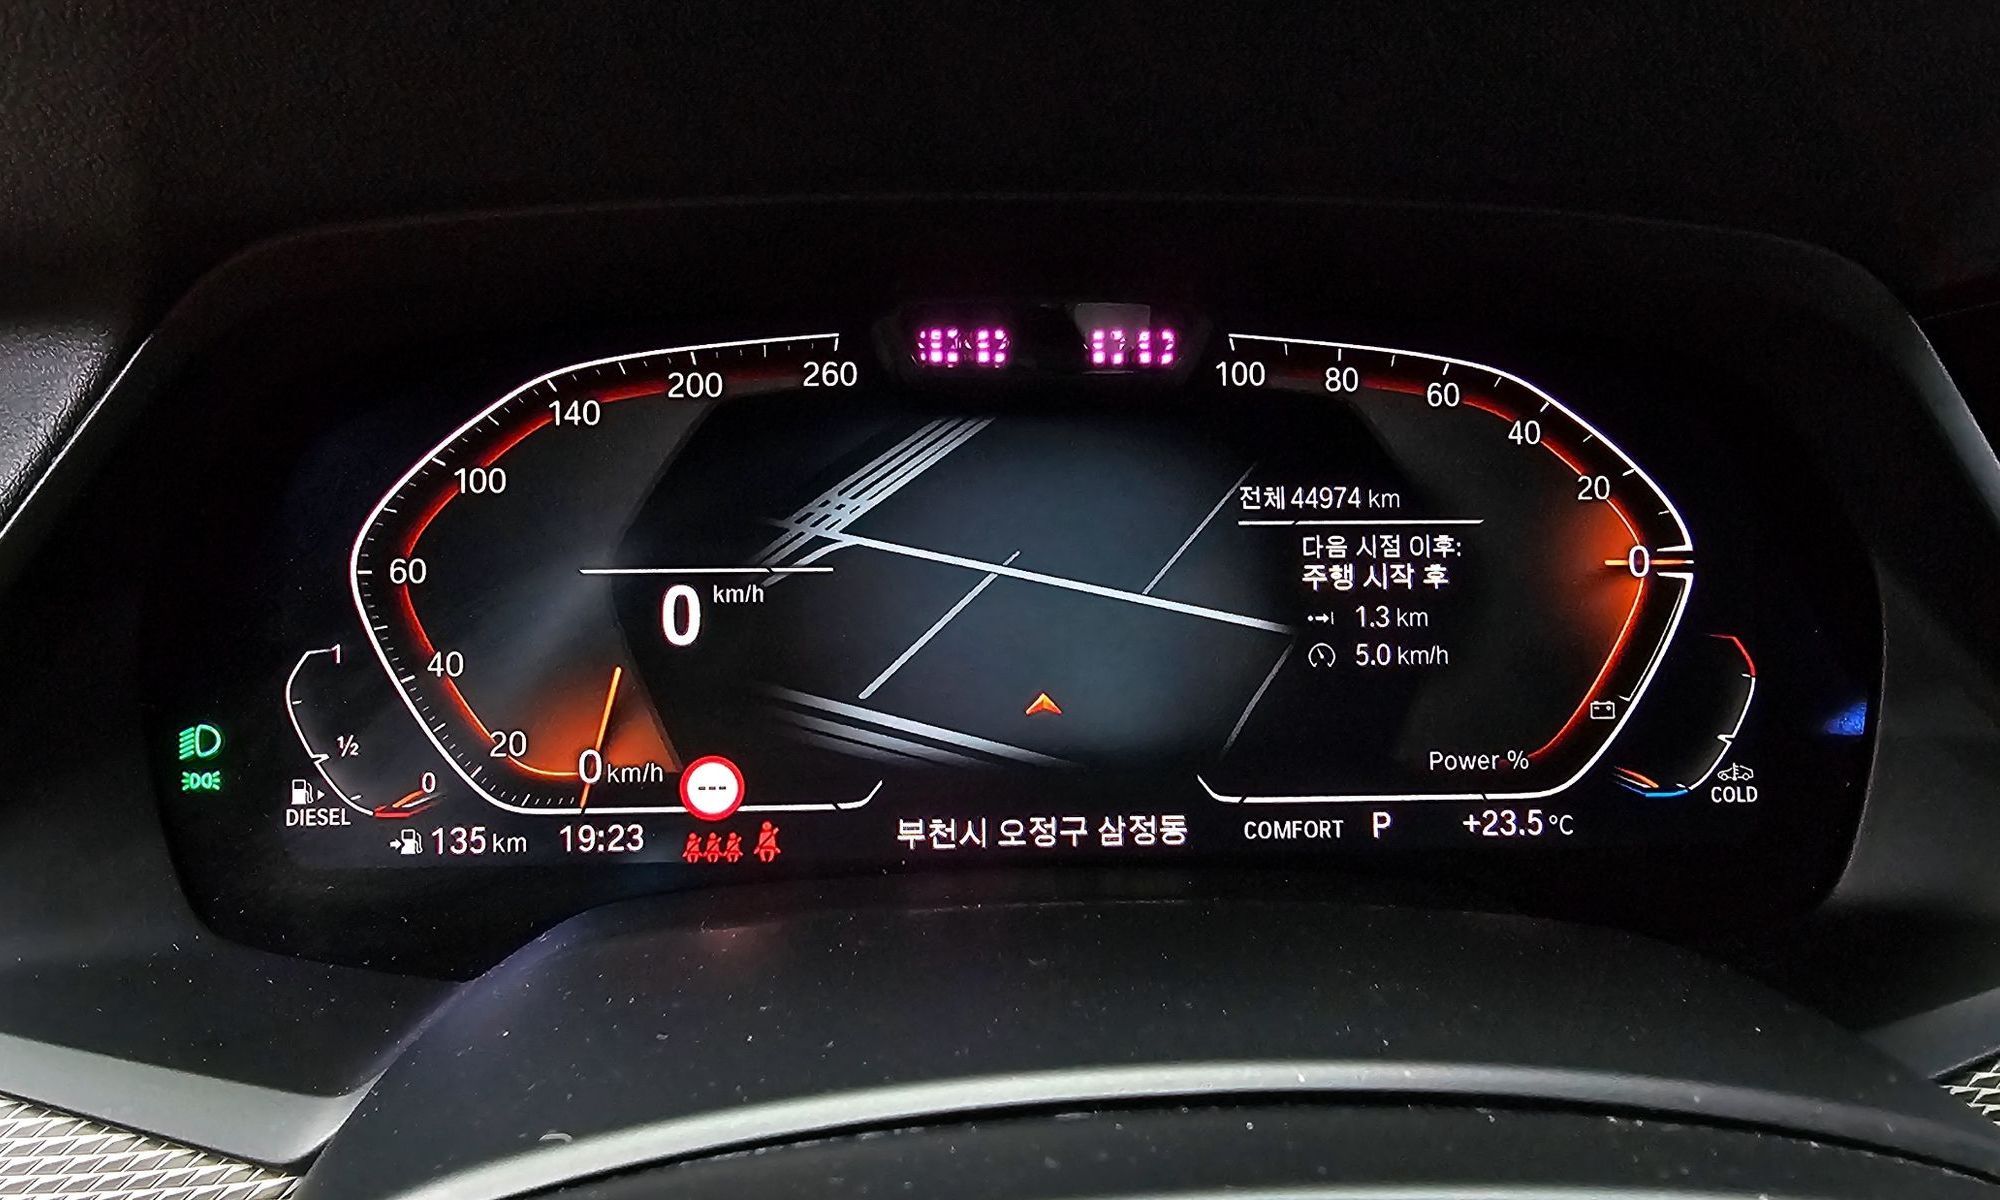 260
200
140
100
60
40
20
0 km/h
0 km/h
---
1
1/2
0
DIESEL
135 km
19:23
부천시 오정구 삼정동
100
80
60
40
20
0
전체 44974 km
다음 시점 이후:
주행 시작 후
1.3 km
5.0 km/h
Power %
COMFORT P +23.5 °C
COLD